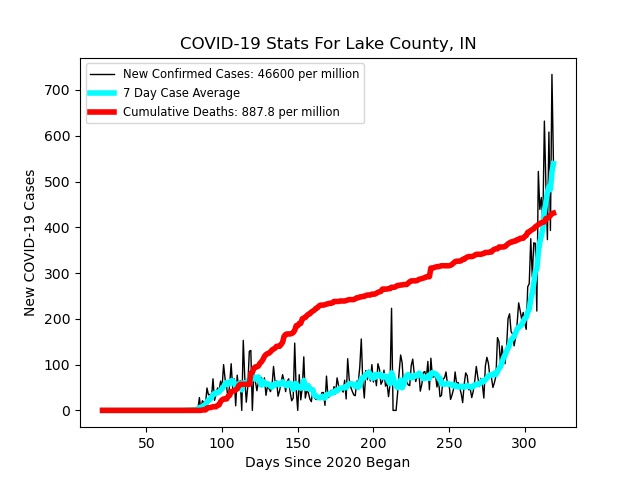 COVID-19 Stats For Lake County, IN
New Confirmed Cases: 46600 per million
7 Day Case Average
Cumulative Deaths: 887.8 per million
New COVID-19 Cases
700
600
500
400
300
200
100
0
50 100 150 200 250 300
Days Since 2020 Began